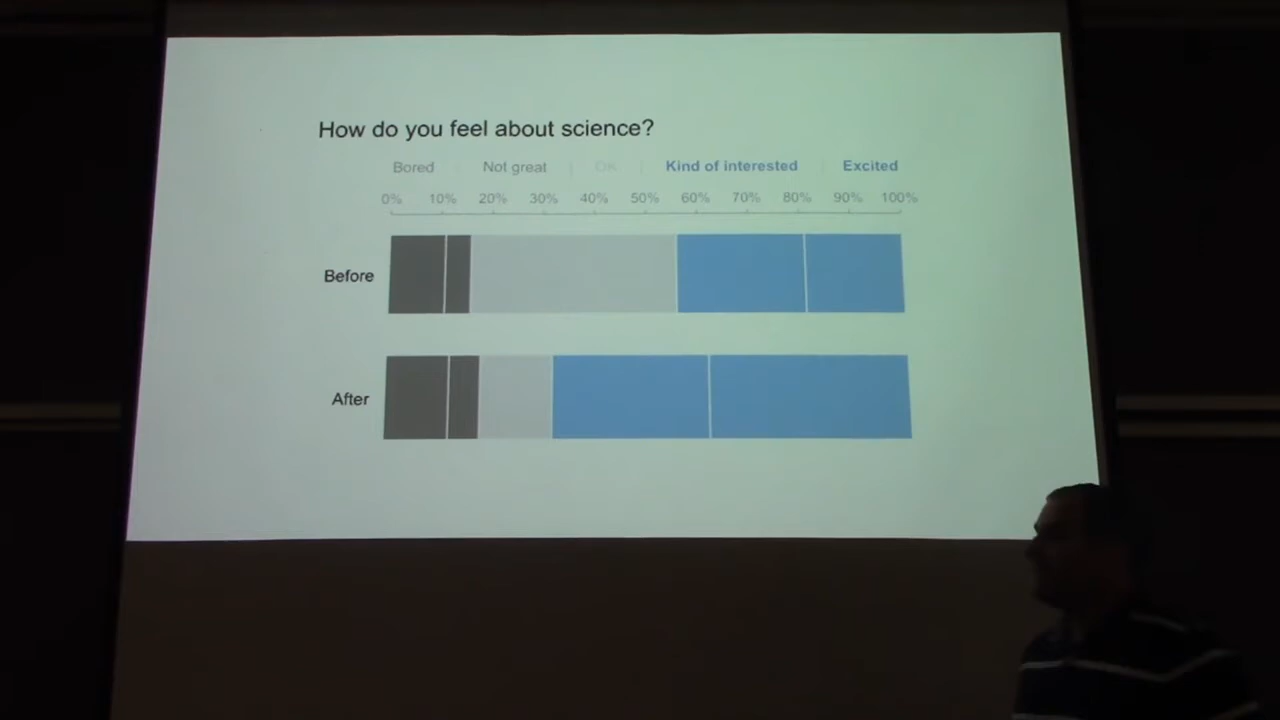 How do you feel about science?
Bored | Not great | OK | Kind of interested | Excited
0% 10% 20% 30% 40% 50% 60% 70% 80% 90% 100%
Before
After